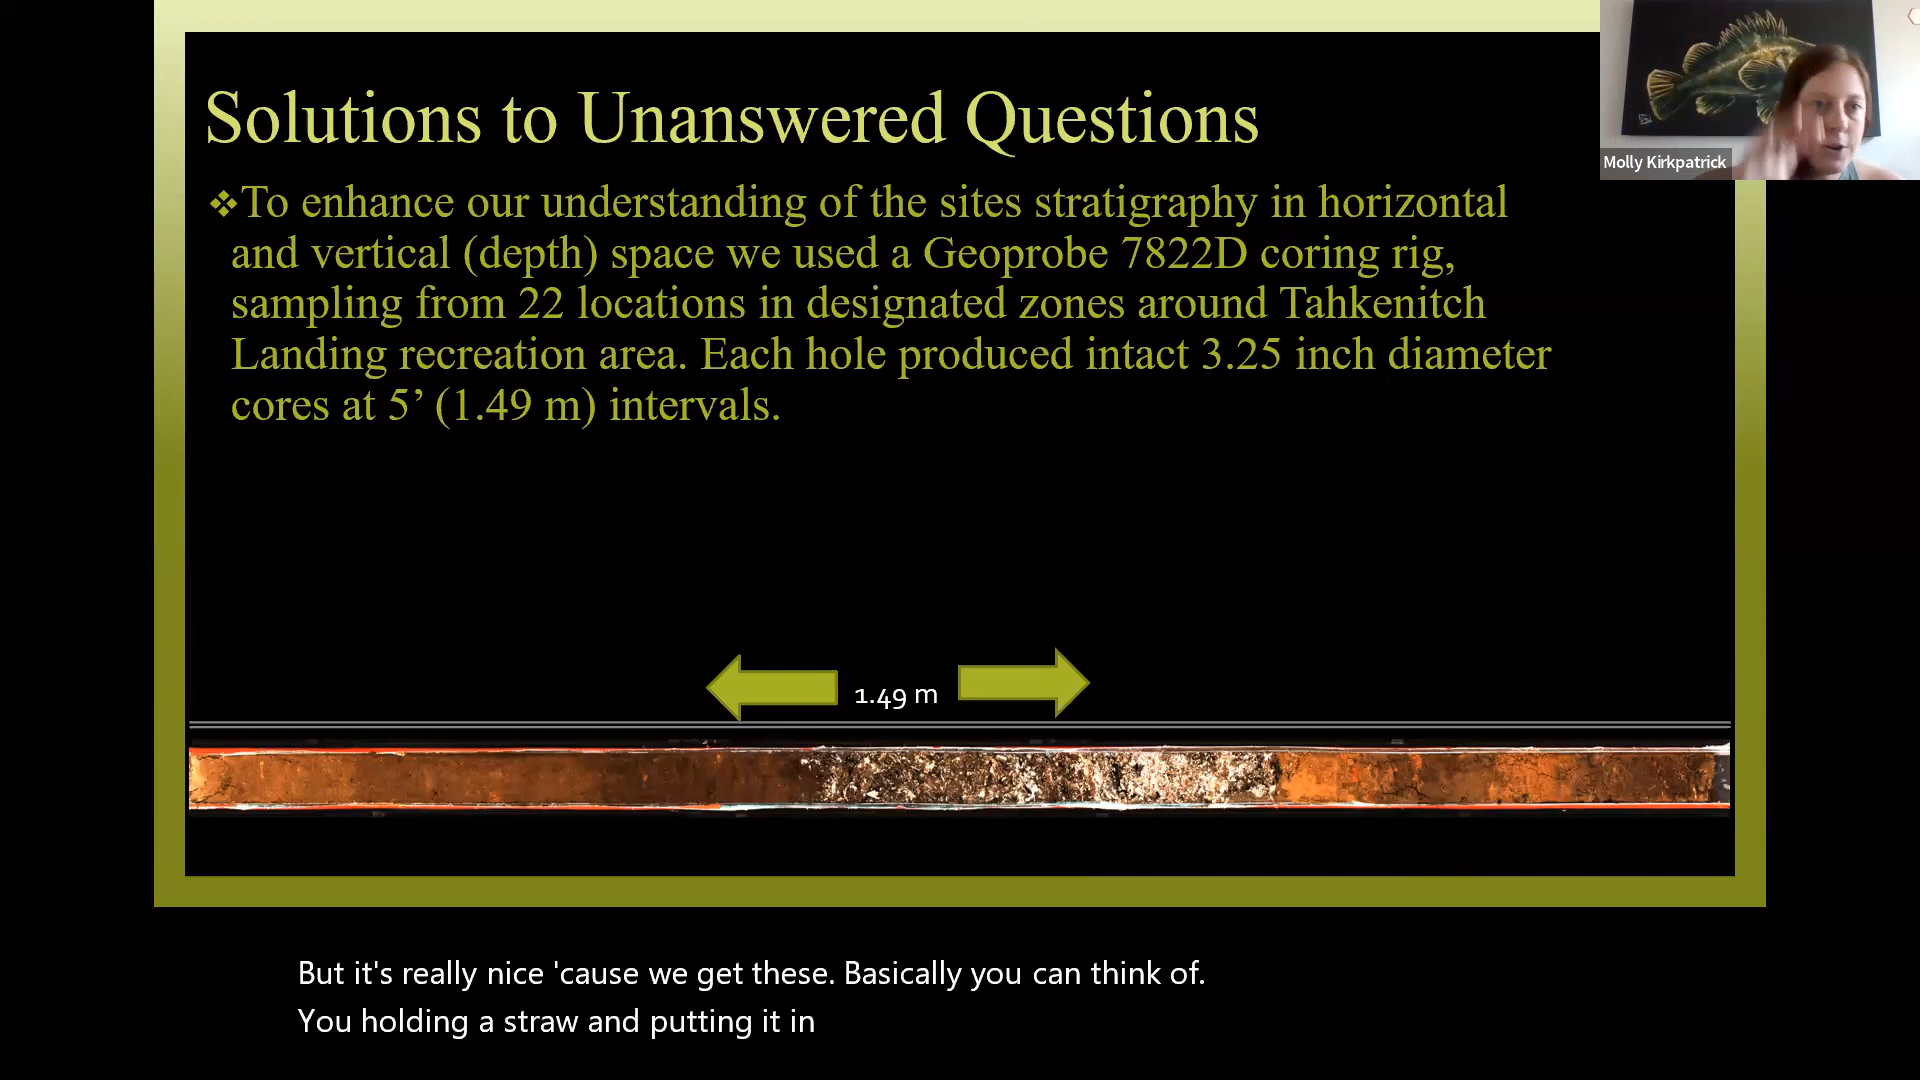 Solutions to Unanswered Questions
❖To enhance our understanding of the sites stratigraphy in horizontal
and vertical (depth) space we used a Geoprobe 7822D coring rig,
sampling from 22 locations in designated zones around Tahkenitch
Landing recreation area. Each hole produced intact 3.25 inch diameter
cores at 5’ (1.49 m) intervals.
1.49 m
Molly Kirkpatrick
But it's really nice 'cause we get these. Basically you can think of.
You holding a straw and putting it in